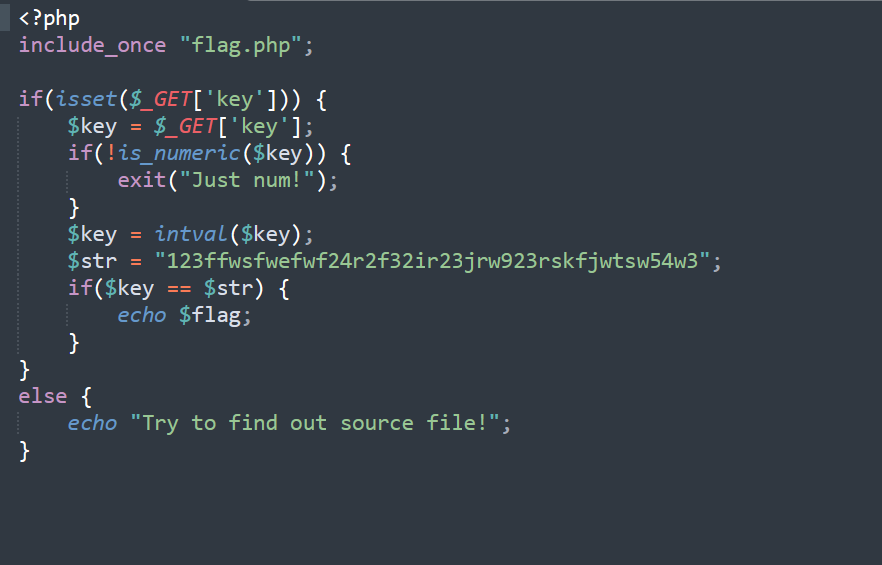 <?php
include_once "flag.php";
if(isset($_GET['key'])) {
$key = $_GET['key'];
if(!is_numeric($key)) {
exit("Just num!");
}
$key = intval($key);
$str = "123ffwsfwefwf24r2f32ir23jrw923rskfjwtsw54w3";
if($key == $str) {
echo $flag;
}
}
else {
echo "Try to find out source file!";
}